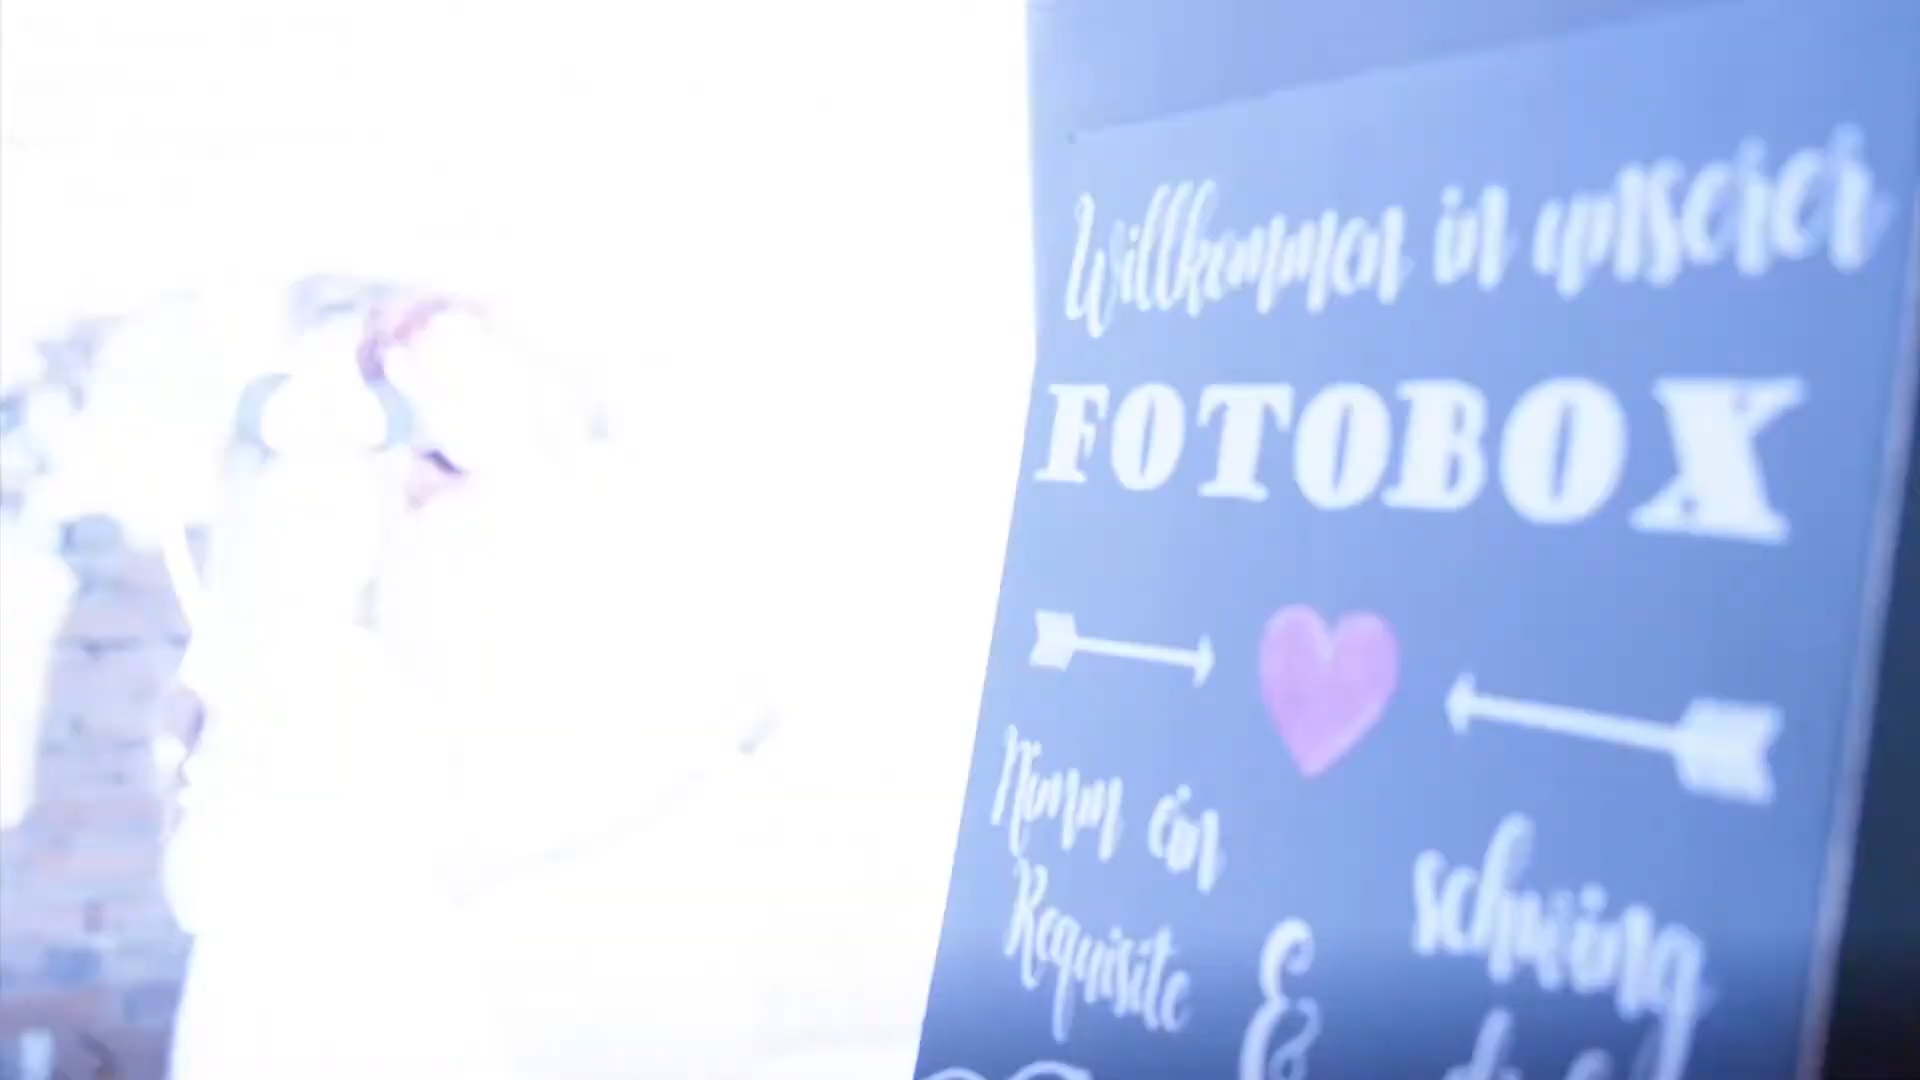 Willkommen in unserer
FOTOBOX
Nimm ein
Requisite
&
schwing